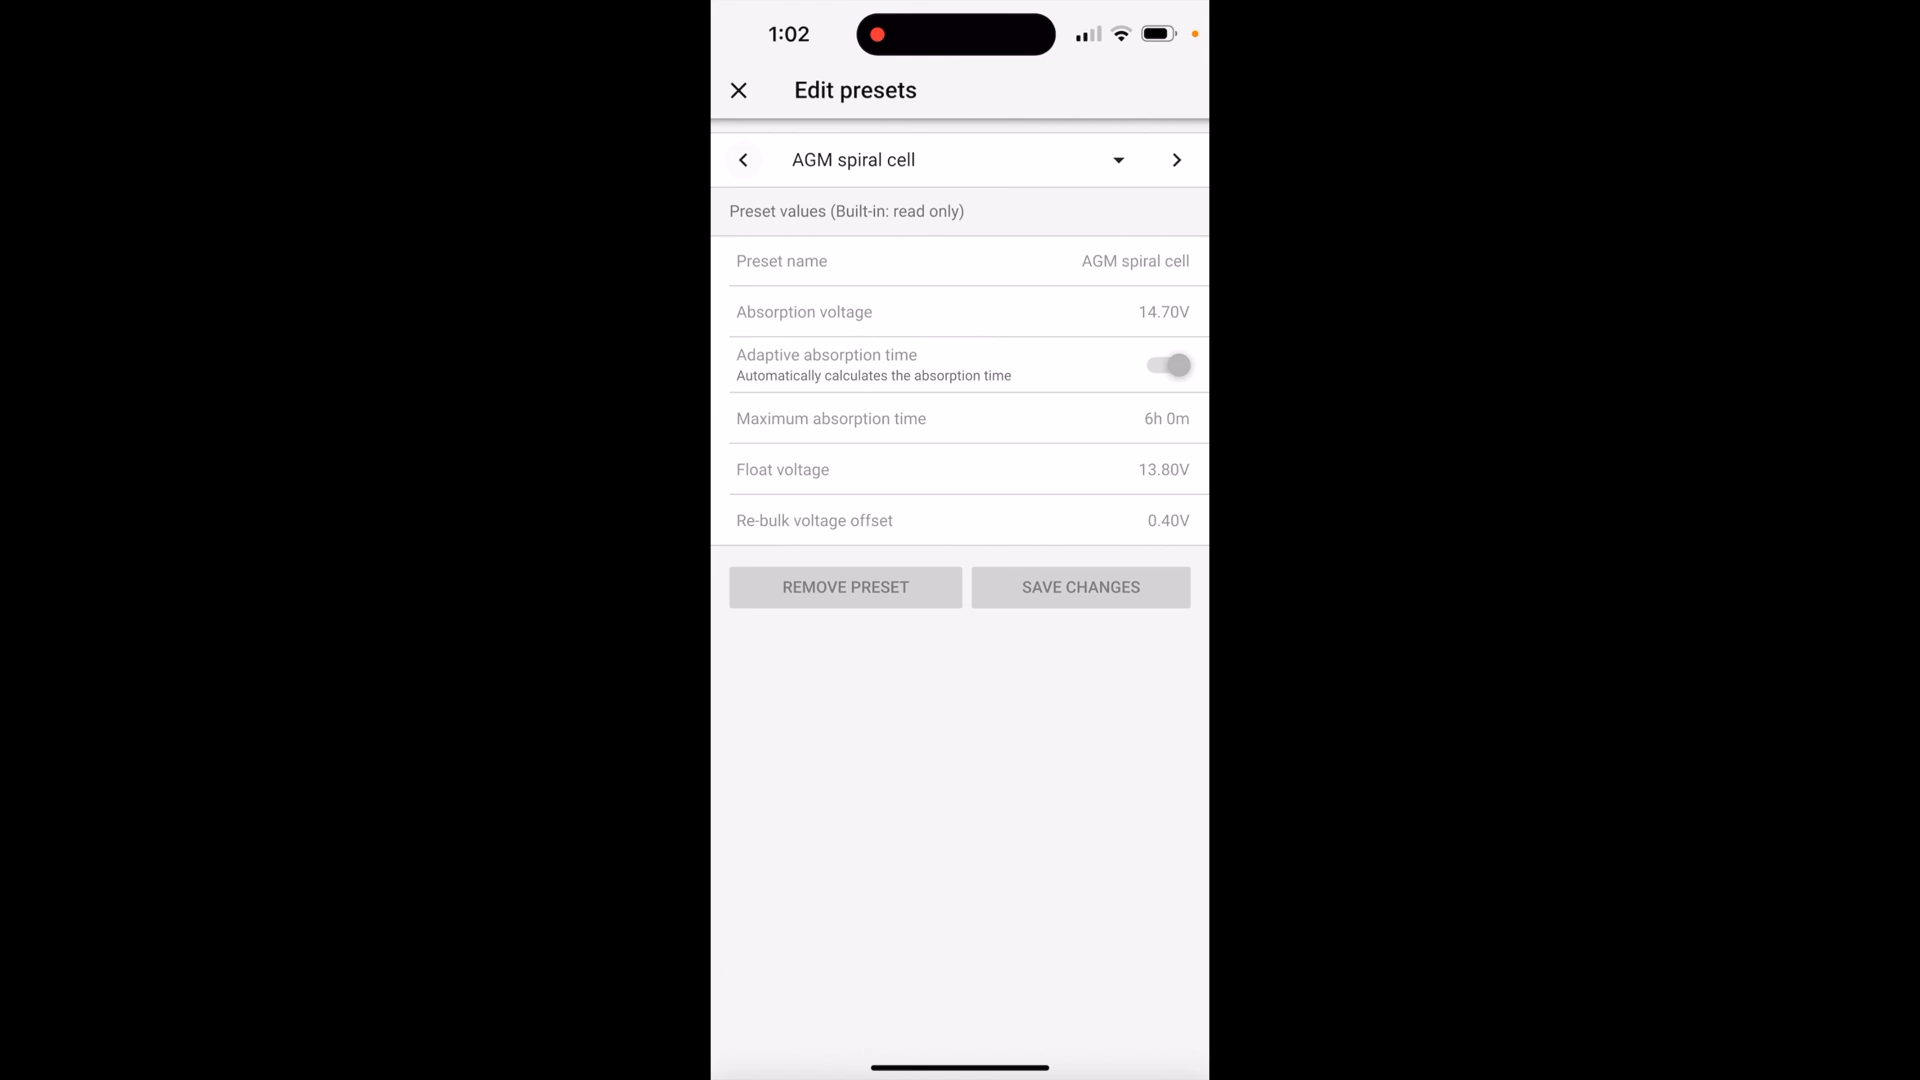 1:02
Edit presets
AGM spiral cell
Preset values (Built-in: read only)
Preset name AGM spiral cell
Absorption voltage 14.70V
Adaptive absorption time
Automatically calculates the absorption time
Maximum absorption time 6h 0m
Float voltage 13.80V
Re-bulk voltage offset 0.40V
REMOVE PRESET SAVE CHANGES